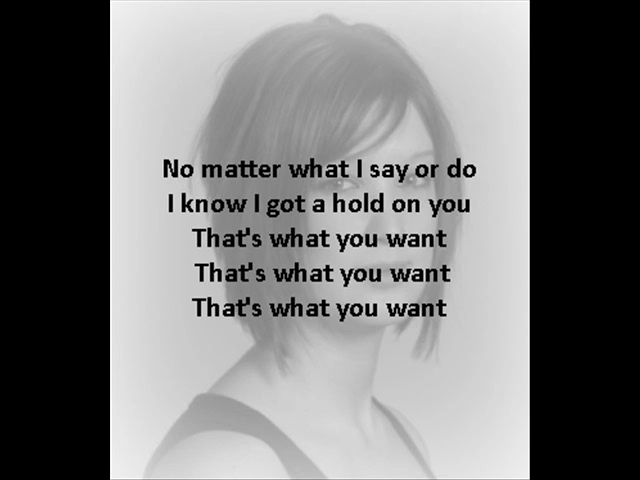 No matter what I say or do
I know I got a hold on you
That's what you want
That's what you want
That's what you want